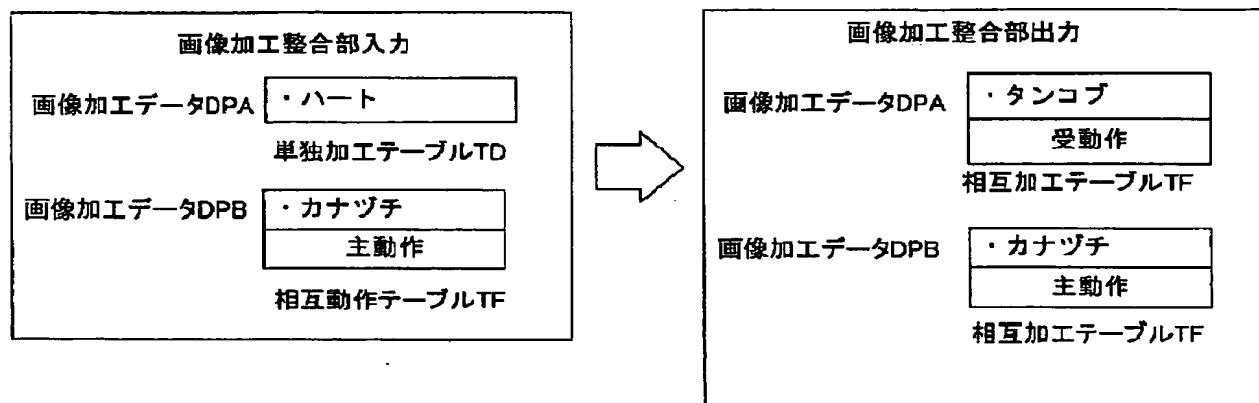 画像加工整合部入力
画像加工データDPA
・ハート
単独加工テーブルTD
画像加工データDPB
・カナヅチ
主動作
相互動作テーブルTF
画像加工整合部出力
画像加工データDPA
・タンコブ
受動作
相互加工テーブルTF
画像加工データDPB
・カナヅチ
主動作
相互加工テーブルTF